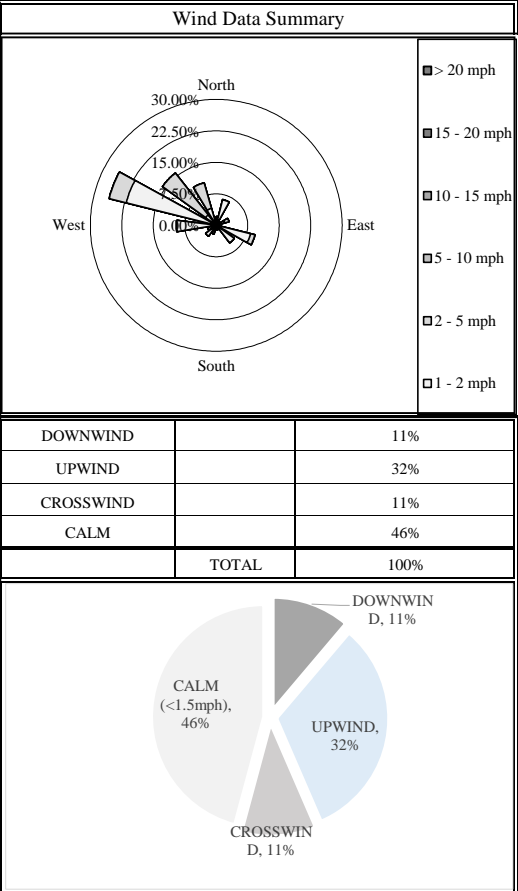 Wind Data Summary
North
30.00%
22.50%
15.00%
7.50%
0.00%
West
East
South
> 20 mph
15 - 20 mph
10 - 15 mph
5 - 10 mph
2 - 5 mph
1 - 2 mph
DOWNWIND 11%
UPWIND 32%
CROSSWIND 11%
CALM 46%
TOTAL 100%
DOWNWIN
D, 11%
CALM
(<1.5mph),
46%
UPWIND,
32%
CROSSWIN
D, 11%